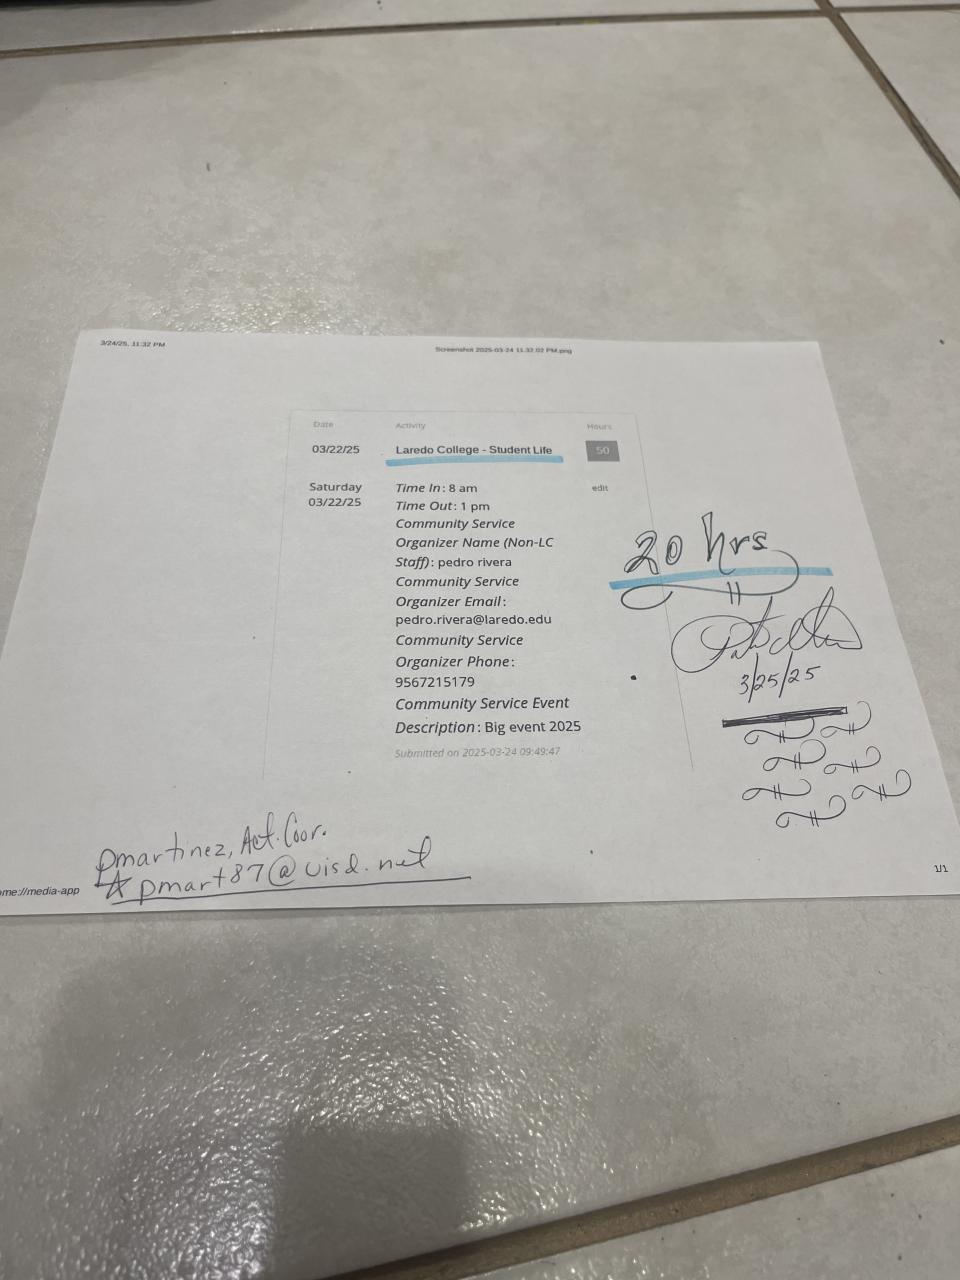 3/24/25, 11:32 PM
Screenshot 2025-03-24 11.32.02 PM.png
Date Activity Hours
03/22/25 Laredo College - Student Life 50
Saturday
03/22/25
edit
Time In: 8 am
Time Out: 1 pm
Community Service
Organizer Name (Non-LC
Staff): pedro rivera
Community Service
Organizer Email:
pedro.rivera@laredo.edu
Community Service
Organizer Phone:
9567215179
Community Service Event
Description: Big event 2025
Submitted on 2025-03-24 09:49:47
20 hrs
3/25/25
pmartinez, Act. Coor.
pmart87@uisd.net
ome://media-app
1/1